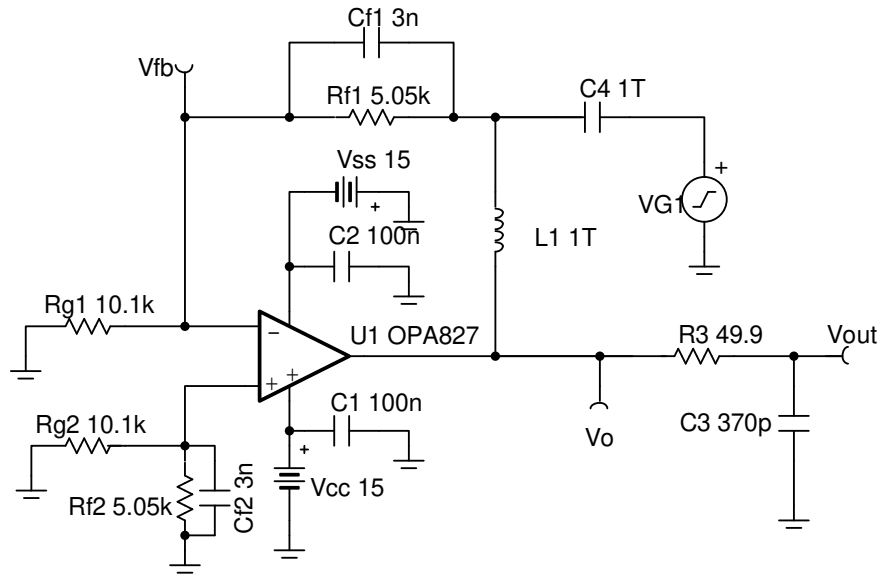 Cf1 3n
Vfb
Rf1 5.05k
C4 1T
Vss 15
+
VG1
+
C2 100n
L1 1T
Rg1 10.1k
U1 OPA827
R3 49.9
Vout
−
+
+
C1 100n
Rg2 10.1k
C3 370p
Vo
+
Vcc 15
Rf2 5.05k
Cf2 3n